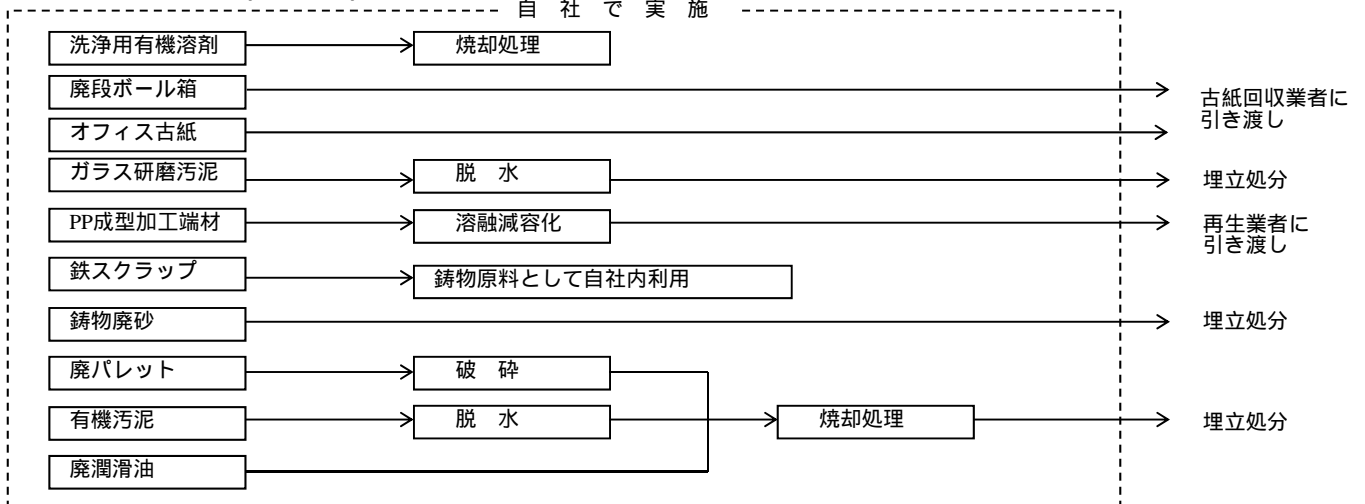 自 社 で 実 施
洗浄用有機溶剤
焼却処理
廃段ボール箱
古紙回収業者に
引き渡し
オフィス古紙
ガラス研磨汚泥
脱 水
埋立処分
PP成型加工端材
溶融減容化
再生業者に
引き渡し
鉄スクラップ
鋳物原料として自社内利用
鋳物廃砂
埋立処分
廃パレット
破 砕
有機汚泥
脱 水
焼却処理
埋立処分
廃潤滑油